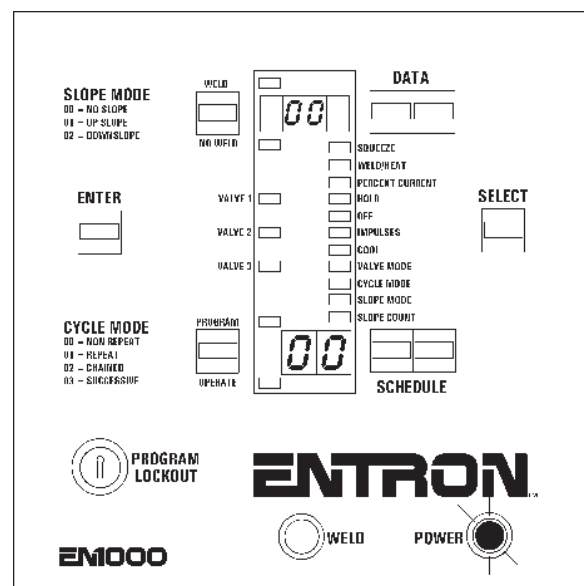 SLOPE MODE
00 – NO SLOPE
01 – UP SLOPE
02 – DOWNSLOPE
WELD
NO WELD
00
DATA
SQUEEZE
WELD/HEAT
PERCENT CURRENT
HOLD
OFF
IMPULSES
COOL
VALVE MODE
CYCLE MODE
SLOPE MODE
SLOPE COUNT
ENTER
VALVE 1
VALVE 2
VALVE 3
SELECT
CYCLE MODE
00 – NON REPEAT
01 – REPEAT
02 – CHAINED
03 – SUCCESSIVE
PROGRAM
OPERATE
00
SCHEDULE
PROGRAM
LOCKOUT
ENTRON
TM
WELD
POWER
EN1000